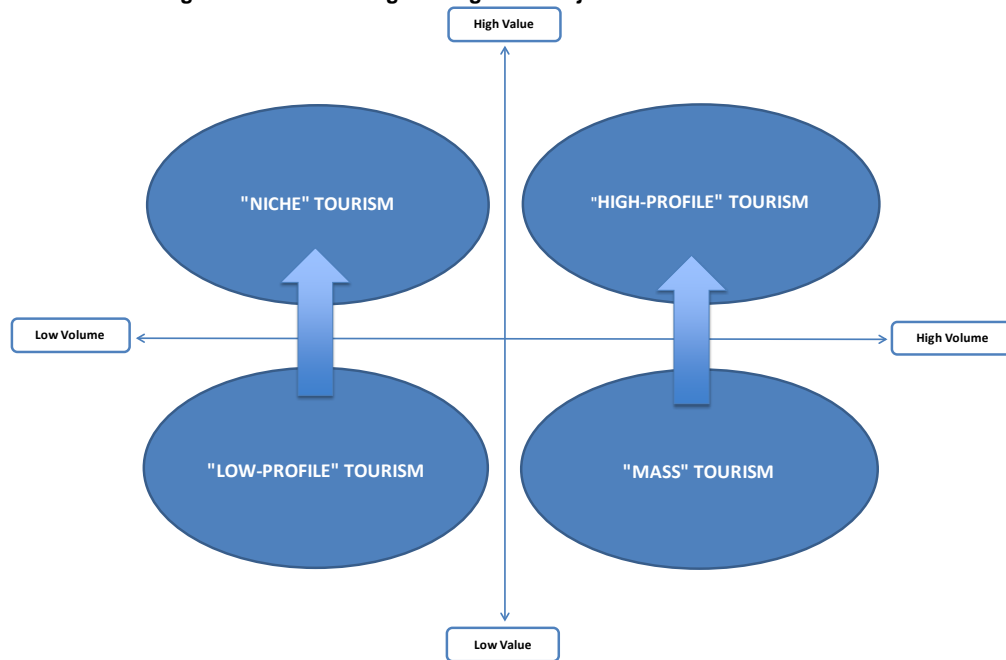 High Value
"NICHE" TOURISM
"HIGH-PROFILE" TOURISM
Low Volume
High Volume
"LOW-PROFILE" TOURISM
"MASS" TOURISM
Low Value